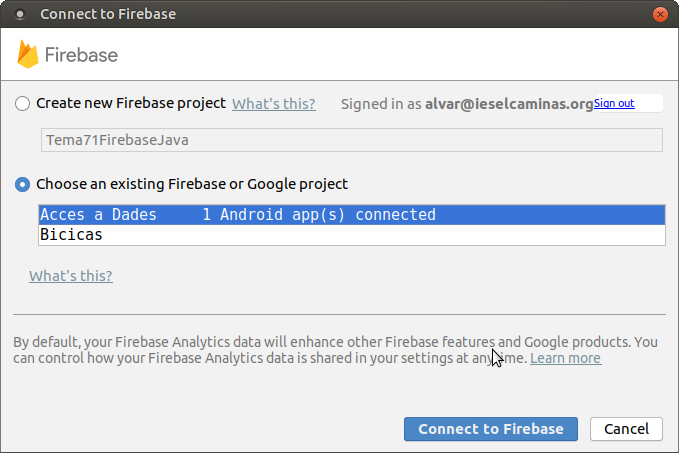 Connect to Firebase
Firebase
Create new Firebase project What's this? Signed in as alvar@ieselcaminas.org Sign out
Tema71FirebaseJava
Choose an existing Firebase or Google project
Acces a Dades 1 Android app(s) connected
Bicicas
What's this?
By default, your Firebase Analytics data will enhance other Firebase features and Google products. You
can control how your Firebase Analytics data is shared in your settings at anytime. Learn more
Connect to Firebase Cancel